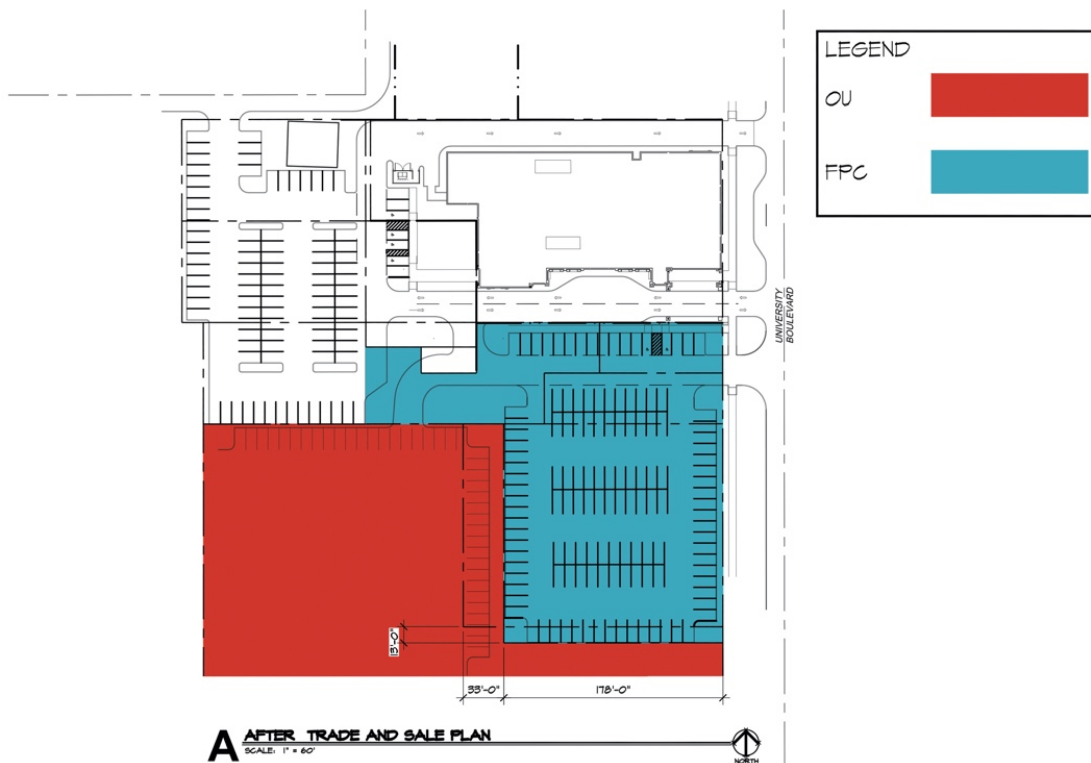 LEGEND
OU
FPC
UNIVERSITY
BOULEVARD
13'-0"
33'-0"
178'-0"
A AFTER TRADE AND SALE PLAN
SCALE: 1" = 60'
NORTH